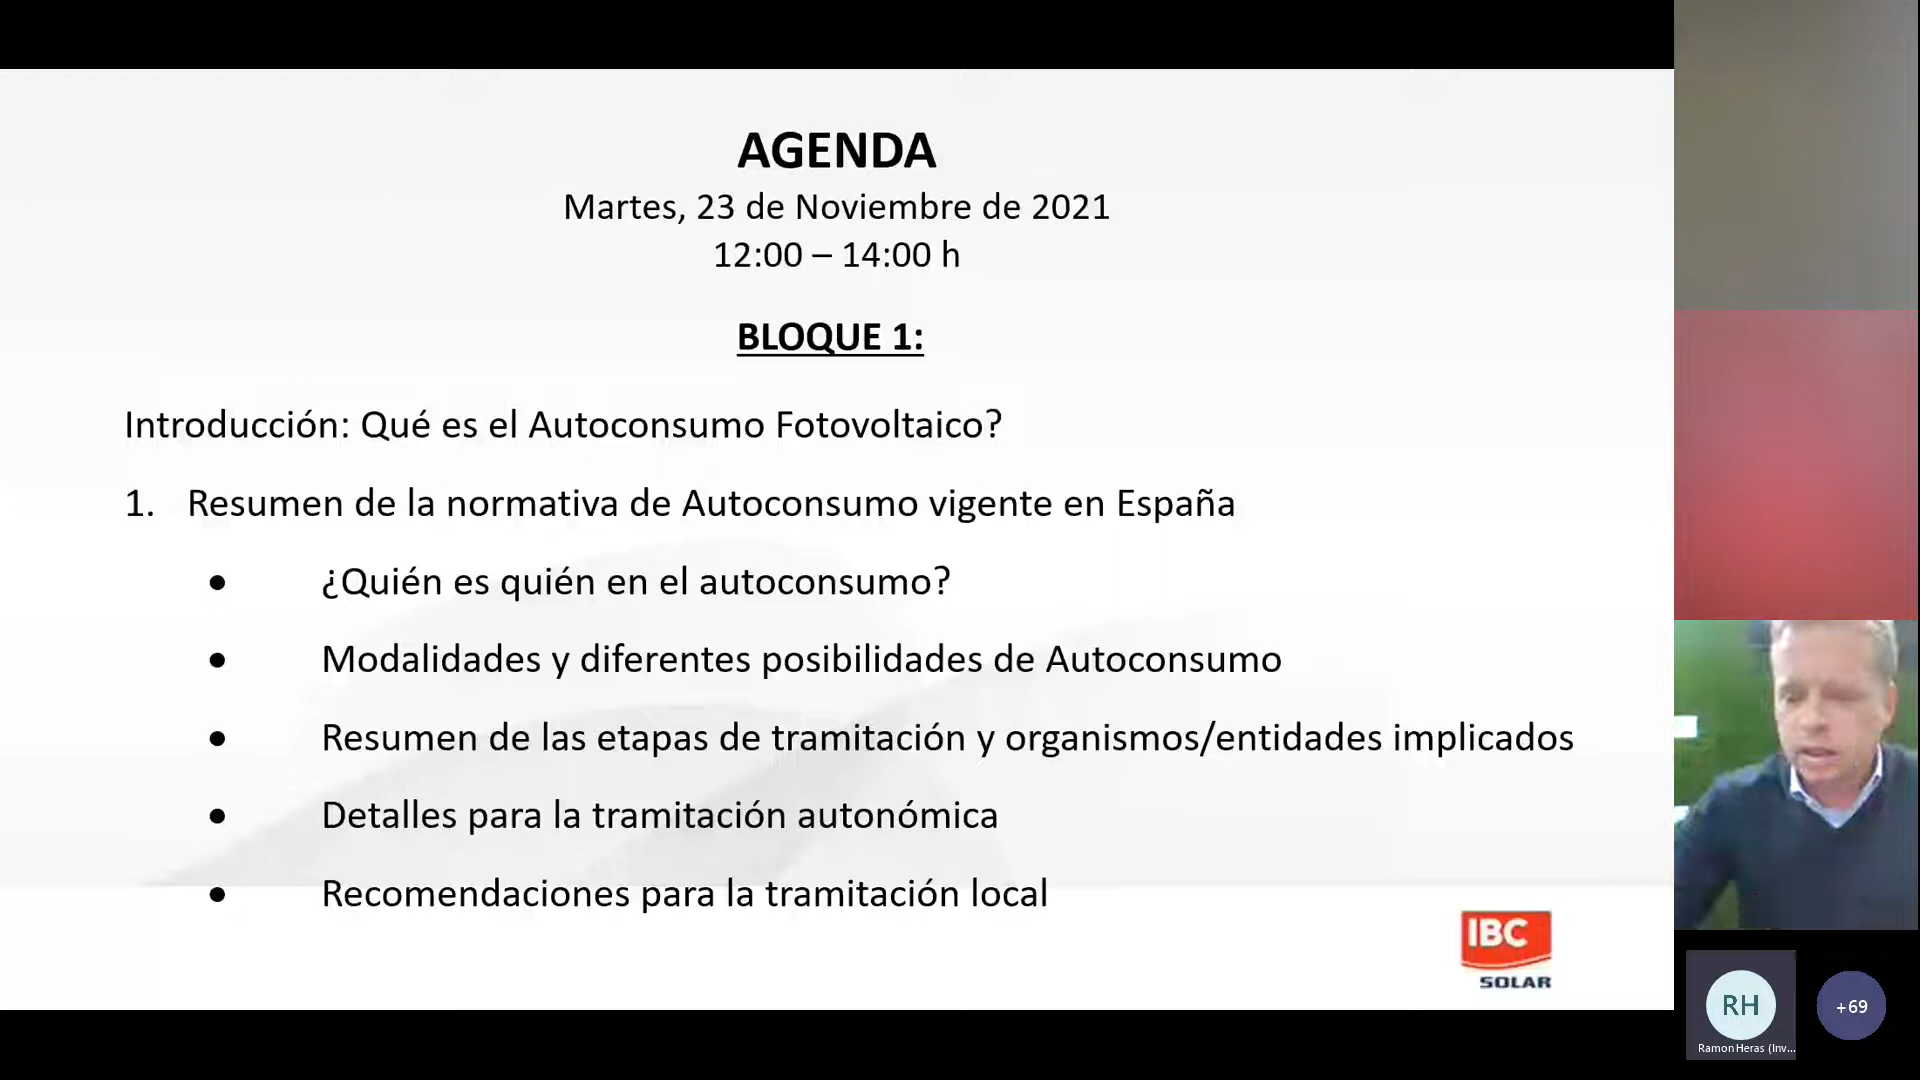 AGENDA
Martes, 23 de Noviembre de 2021
12:00 – 14:00 h
BLOQUE 1:
Introducción: Qué es el Autoconsumo Fotovoltaico?
1. Resumen de la normativa de Autoconsumo vigente en España
• ¿Quién es quién en el autoconsumo?
• Modalidades y diferentes posibilidades de Autoconsumo
• Resumen de las etapas de tramitación y organismos/entidades implicados
• Detalles para la tramitación autonómica
• Recomendaciones para la tramitación local
IBC
SOLAR
RH
+69
Ramon Heras (Inv...